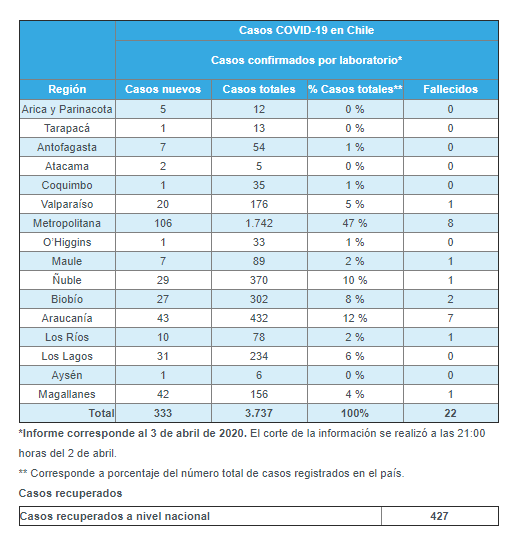 Casos COVID-19 en Chile
Casos confirmados por laboratorio*
Región Casos nuevos Casos totales % Casos totales** Fallecidos
Arica y Parinacota 5 12 0 % 0
Tarapacá 1 13 0 % 0
Antofagasta 7 54 1 % 0
Atacama 2 5 0 % 0
Coquimbo 1 35 1 % 0
Valparaíso 20 176 5 % 1
Metropolitana 106 1.742 47 % 8
O'Higgins 1 33 1 % 0
Maule 7 89 2 % 1
Ñuble 29 370 10 % 1
Biobío 27 302 8 % 2
Araucanía 43 432 12 % 7
Los Ríos 10 78 2 % 1
Los Lagos 31 234 6 % 0
Aysén 1 6 0 % 0
Magallanes 42 156 4 % 1
Total 333 3.737 100% 22
*Informe corresponde al 3 de abril de 2020. El corte de la información se realizó a las 21:00
horas del 2 de abril.
** Corresponde a porcentaje del número total de casos registrados en el país.
Casos recuperados
Casos recuperados a nivel nacional 427